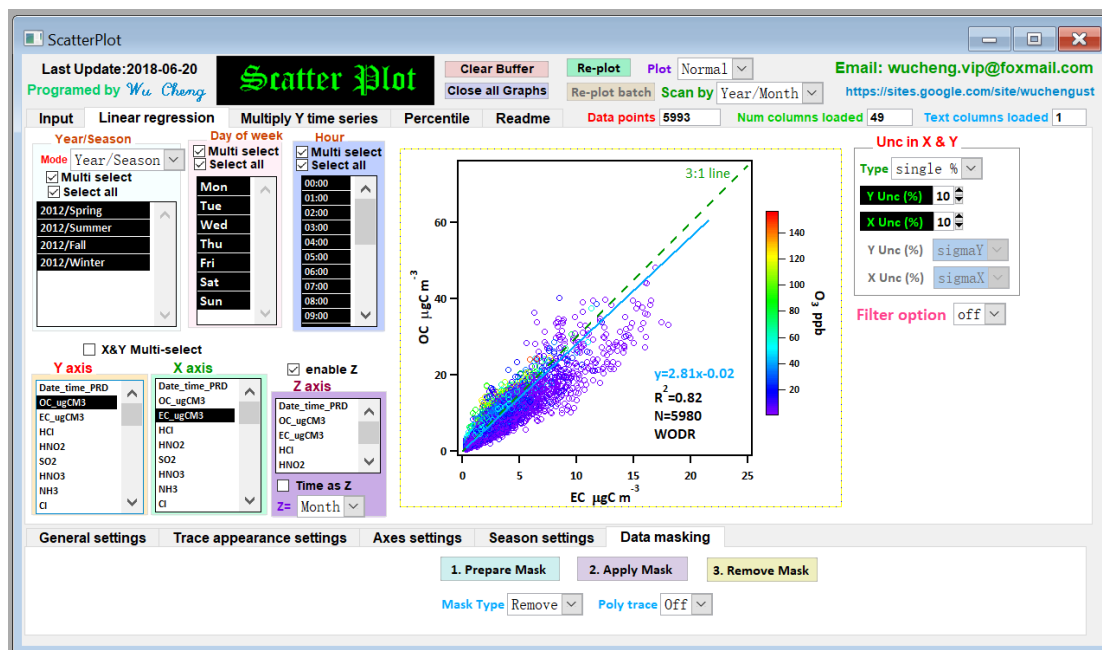 ScatterPlot
Last Update:2018-06-20
Programed by Wu Cheng
Scatter Plot
Clear Buffer
Close all Graphs
Re-plot
Plot Normal
Re-plot batch Scan by Year/Month
Email: wucheng.vip@foxmail.com
https://sites.google.com/site/wuchengust
Input Linear regression Multiply Y time series Percentile Readme
Data points 5993 Num columns loaded 49 Text columns loaded 1
Year/Season
Mode Year/Season
Multi select
Select all
2012/Spring
2012/Summer
2012/Fall
2012/Winter
Day of week
Multi select
Select all
Mon
Tue
Wed
Thu
Fri
Sat
Sun
Hour
Multi select
Select all
00:00
01:00
02:00
03:00
04:00
05:00
06:00
07:00
08:00
09:00
X&Y Multi-select
Y axis
Date_time_PRD
OC_ugCM3
EC_ugCM3
HCl
HNO2
SO2
HNO3
NH3
Cl
X axis
Date_time_PRD
OC_ugCM3
EC_ugCM3
HCl
HNO2
SO2
HNO3
NH3
Cl
enable Z
Z axis
Date_time_PRD
OC_ugCM3
EC_ugCM3
HCl
HNO2
Time as Z
Z= Month
3:1 line
60
40
20
0
OC µgC m-3
0 5 10 15 20 25
EC µgC m-3
y=2.81x-0.02
R2=0.82
N=5980
WODR
140
120
100
80
60
40
20
O3 ppb
Unc in X & Y
Type single %
Y Unc (%) 10
X Unc (%) 10
Y Unc (%) sigmaY
X Unc (%) sigmaX
Filter option off
General settings Trace appearance settings Axes settings Season settings Data masking
1. Prepare Mask 2. Apply Mask 3. Remove Mask
Mask Type Remove Poly trace Off